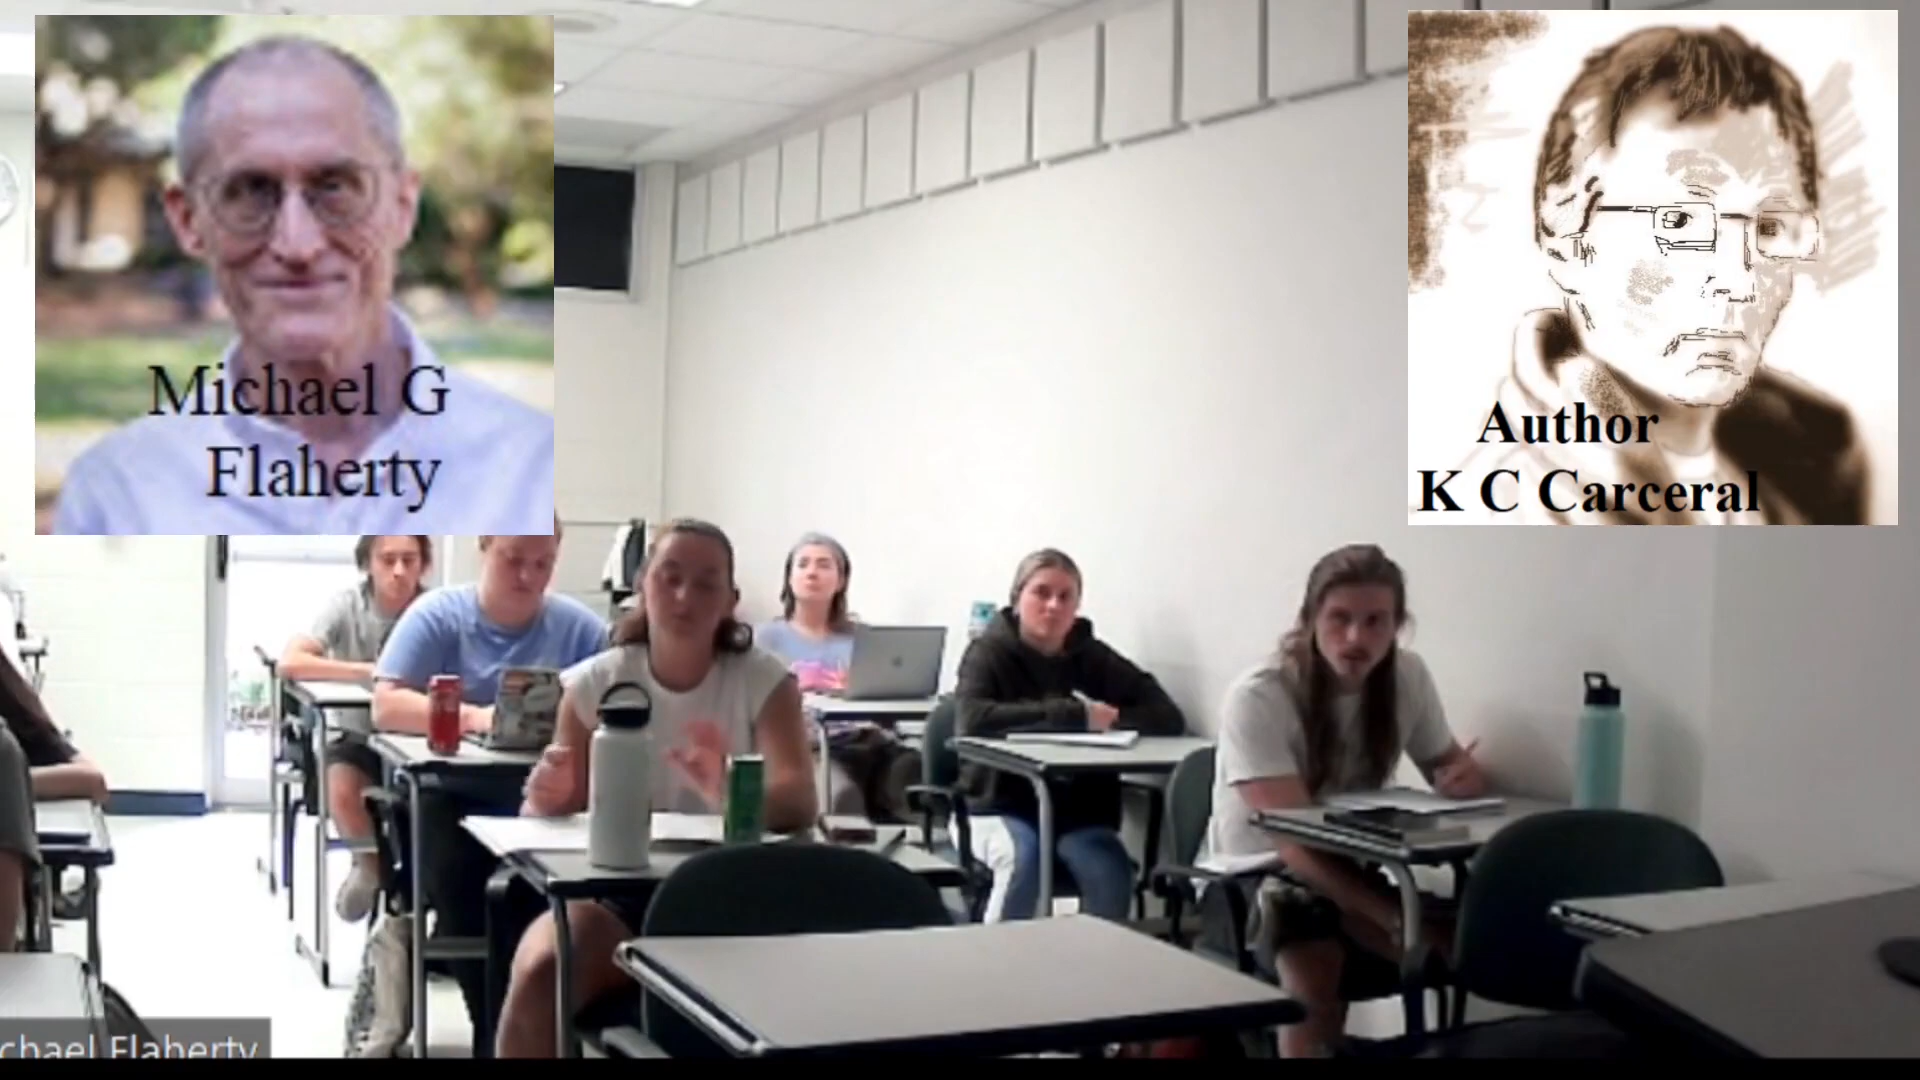 Michael G
Flaherty
Author
K C Carceral
chael Flaherty